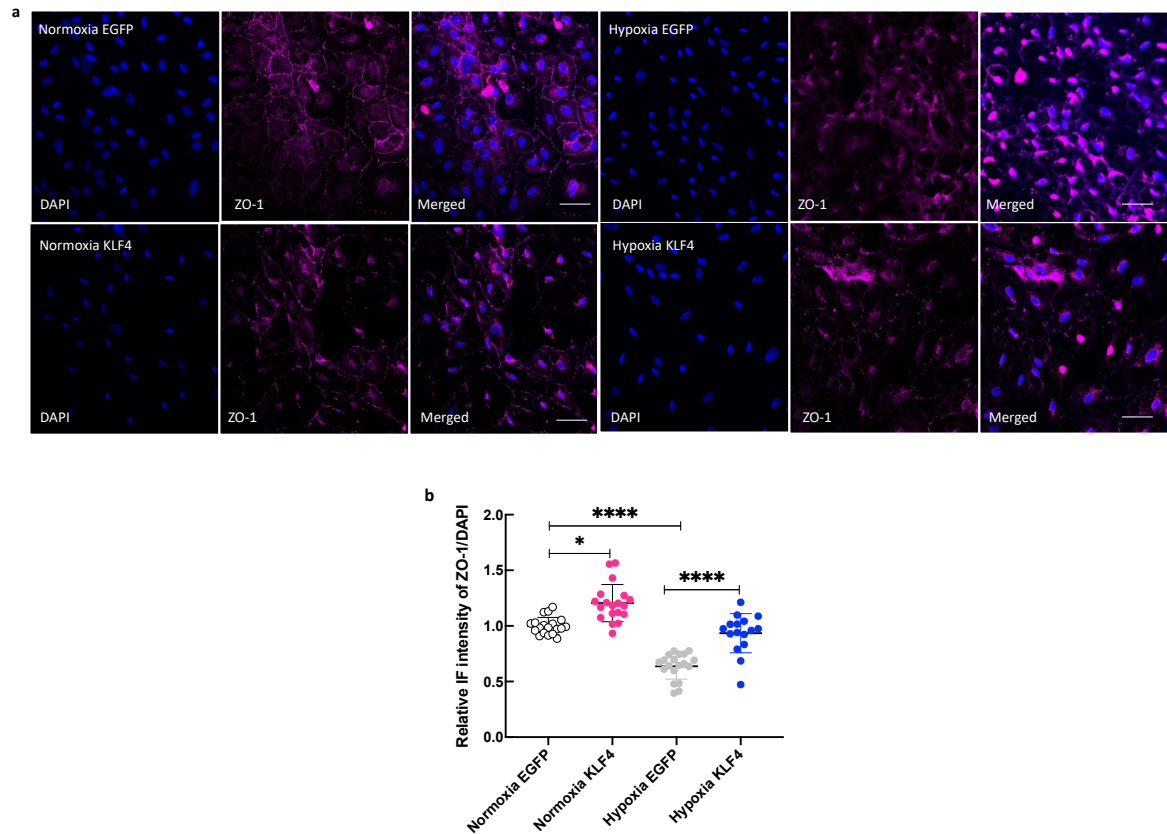 a
Normoxia EGFP
Hypoxia EGFP
DAPI
ZO-1
Merged
DAPI
ZO-1
Merged
Normoxia KLF4
Hypoxia KLF4
DAPI
ZO-1
Merged
DAPI
ZO-1
Merged
b
Relative IF intensity of ZO-1/DAPI
2.0
1.5
1.0
0.5
0.0
****
*
****
Normoxia EGFP
Normoxia KLF4
Hypoxia EGFP
Hypoxia KLF4